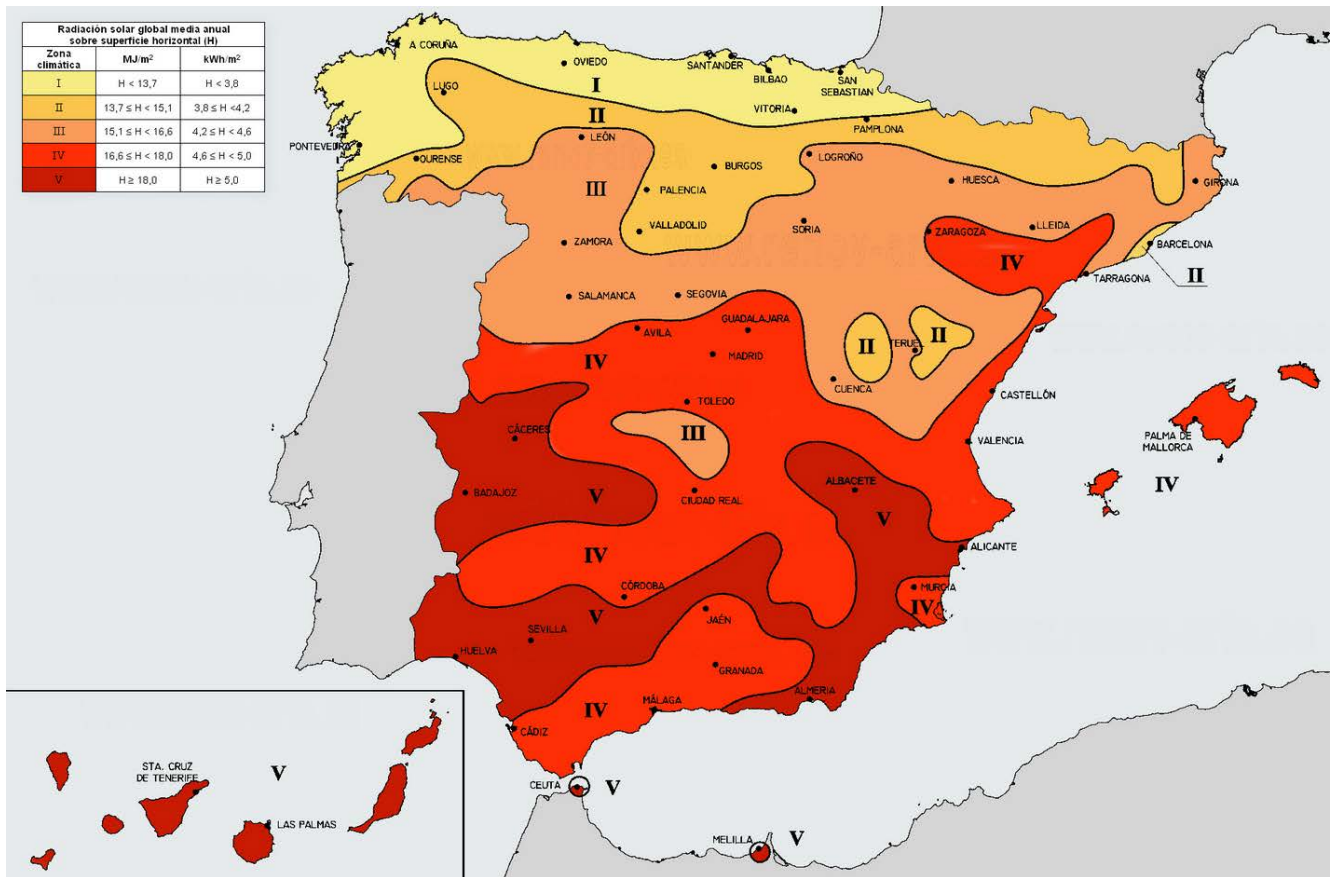 Radiación solar global media anual
sobre superficie horizontal (H)
Zona climática MJ/m² kWh/m²
I H < 13,7 H < 3,8
II 13,7 ≤ H < 15,1 3,8 ≤ H <4,2
III 15,1 ≤ H < 16,6 4,2 ≤ H < 4,6
IV 16,6 ≤ H < 18,0 4,6 ≤ H < 5,0
V H ≥ 18,0 H ≥ 5,0
A CORUÑA
OVIEDO
SANTANDER
BILBAO
SAN
SEBASTIAN
I
LUGO
VITORIA
II
PAMPLONA
LEÓN
PONTEVEDRA
OURENSE
LOGROÑO
BURGOS
HUESCA
GIRONA
III
PALENCIA
VALLADOLID
SORIA
ZARAGOZA
LLEIDA
ZAMORA
BARCELONA
IV
II
TARRAGONA
SALAMANCA
SEGOVIA
GUADALAJARA
AVILA
II
TERUEL
II
MADRID
IV
CUENCA
CASTELLÓN
TOLEDO
CÁCERES
III
VALENCIA
PALMA DE
MALLORCA
IV
ALBACETE
BADAJOZ
V
CIUDAD REAL
V
IV
ALICANTE
CÓRDOBA
MURCIA
IV
V
JAÉN
SEVILLA
HUELVA
GRANADA
ALMERIA
IV
MÁLAGA
CÁDIZ
STA. CRUZ
DE TENERIFE
V
CEUTA
V
LAS PALMAS
MELILLA
V